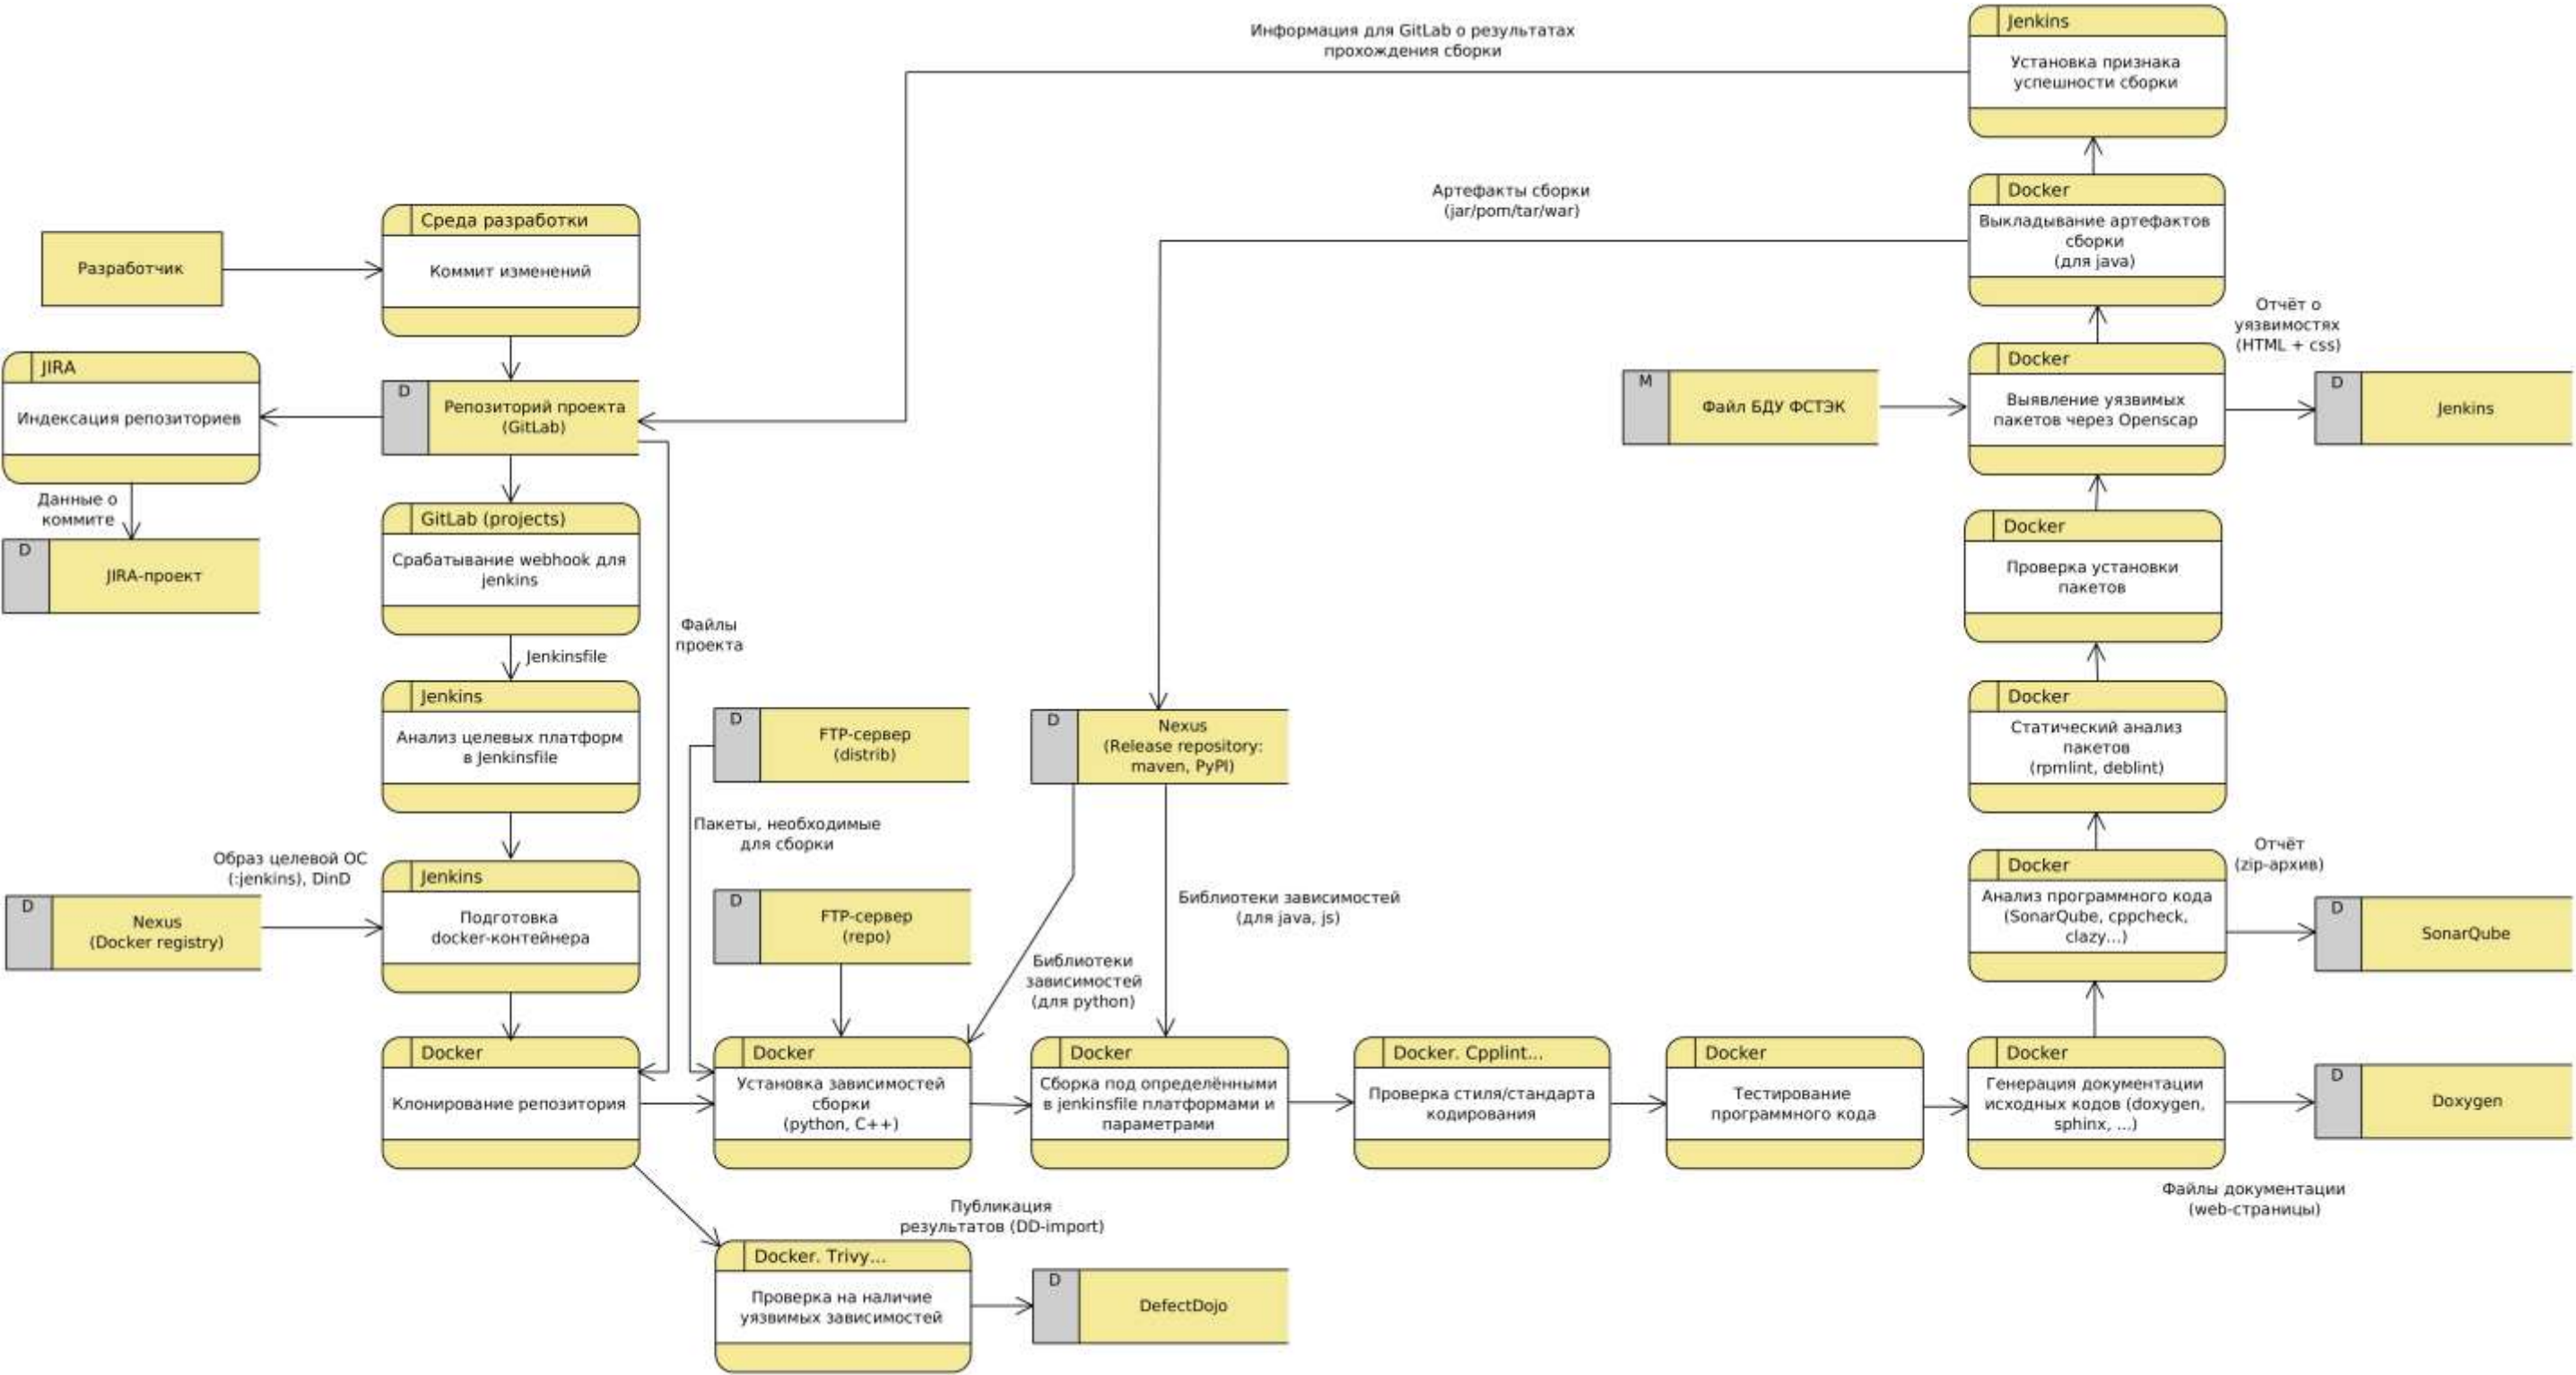 Информация для GitLab о результатах
прохождения сборки
Jenkins
Установка признака
успешности сборки
Артефакты сборки
(jar/pom/tar/war)
Docker
Выкладывание артефактов
сборки
(для java)
Разработчик
Среда разработки
Коммит изменений
JIRA
Индексация репозиториев
D
Репозиторий проекта
(GitLab)
M
Файл БДУ ФСТЭК
Docker
Выявление уязвимых
пакетов через Openscap
Отчёт о
уязвимостях
(HTML + css)
D
Jenkins
Данные о
коммите
D
JIRA-проект
GitLab (projects)
Срабатывание webhook для
jenkins
Jenkinsfile
Файлы
проекта
Docker
Проверка установки
пакетов
Jenkins
Анализ целевых платформ
в Jenkinsfile
D
FTP-сервер
(distrib)
D
Nexus
(Release repository:
maven, PyPI)
Docker
Статический анализ
пакетов
(rpmlint, deblint)
Пакеты, необходимые
для сборки
Образ целевой ОС
(:jenkins), DinD
D
Nexus
(Docker registry)
Jenkins
Подготовка
docker-контейнера
D
FTP-сервер
(repo)
Библиотеки зависимостей
(для java, js)
Библиотеки
зависимостей
(для python)
Docker
Анализ программного кода
(SonarQube, cppcheck,
clazy...)
Отчёт
(zip-архив)
D
SonarQube
Docker
Клонирование репозитория
Docker
Установка зависимостей
сборки
(python, C++)
Docker
Сборка под определёнными
в jenkinsfile платформами и
параметрами
Docker. Cpplint...
Проверка стиля/стандарта
кодирования
Docker
Тестирование
программного кода
Docker
Генерация документации
исходных кодов (doxygen,
sphinx, ...)
D
Doxygen
Файлы документации
(web-страницы)
Публикация
результатов (DD-import)
Docker. Trivy...
Проверка на наличие
уязвимых зависимостей
D
DefectDojo